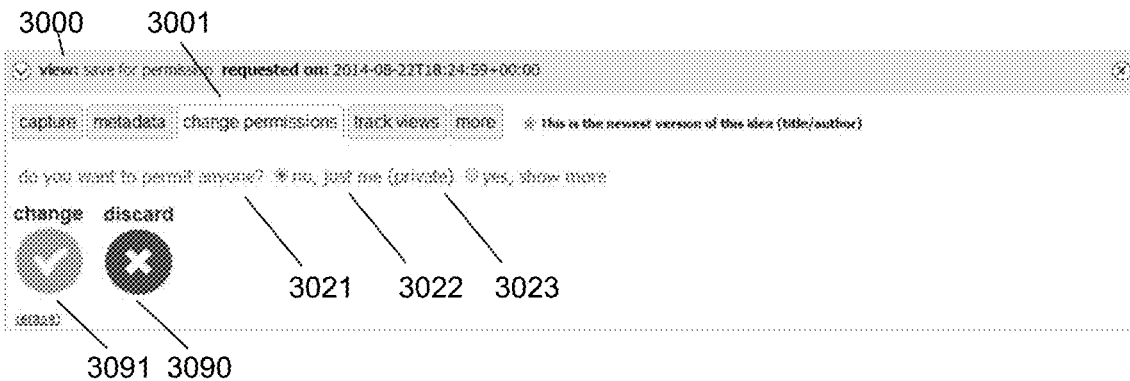 3000 3001
view: save for permission requested on: 2014-08-22T18:24:59+00:00
capture metadata change permissions track views more This is the newest version of this idea (title/author)
do you want to permit anyone? no, just me (private) yes, show more
change discard
3021 3022 3023
3091 3090